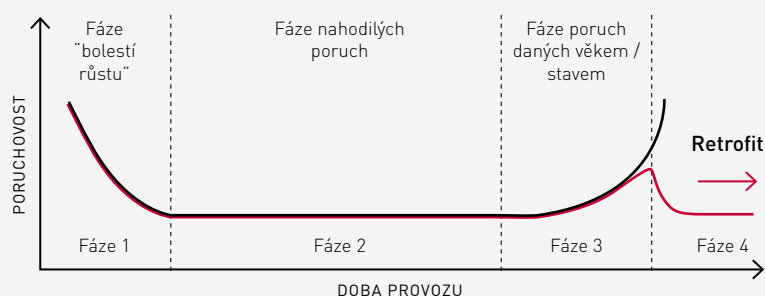 Fáze
"bolestí
růstu"
Fáze nahodilých
poruch
Fáze poruch
daných věkem /
stavem
PORUCHOVOST
Retrofit
Fáze 1
Fáze 2
Fáze 3
Fáze 4
DOBA PROVOZU